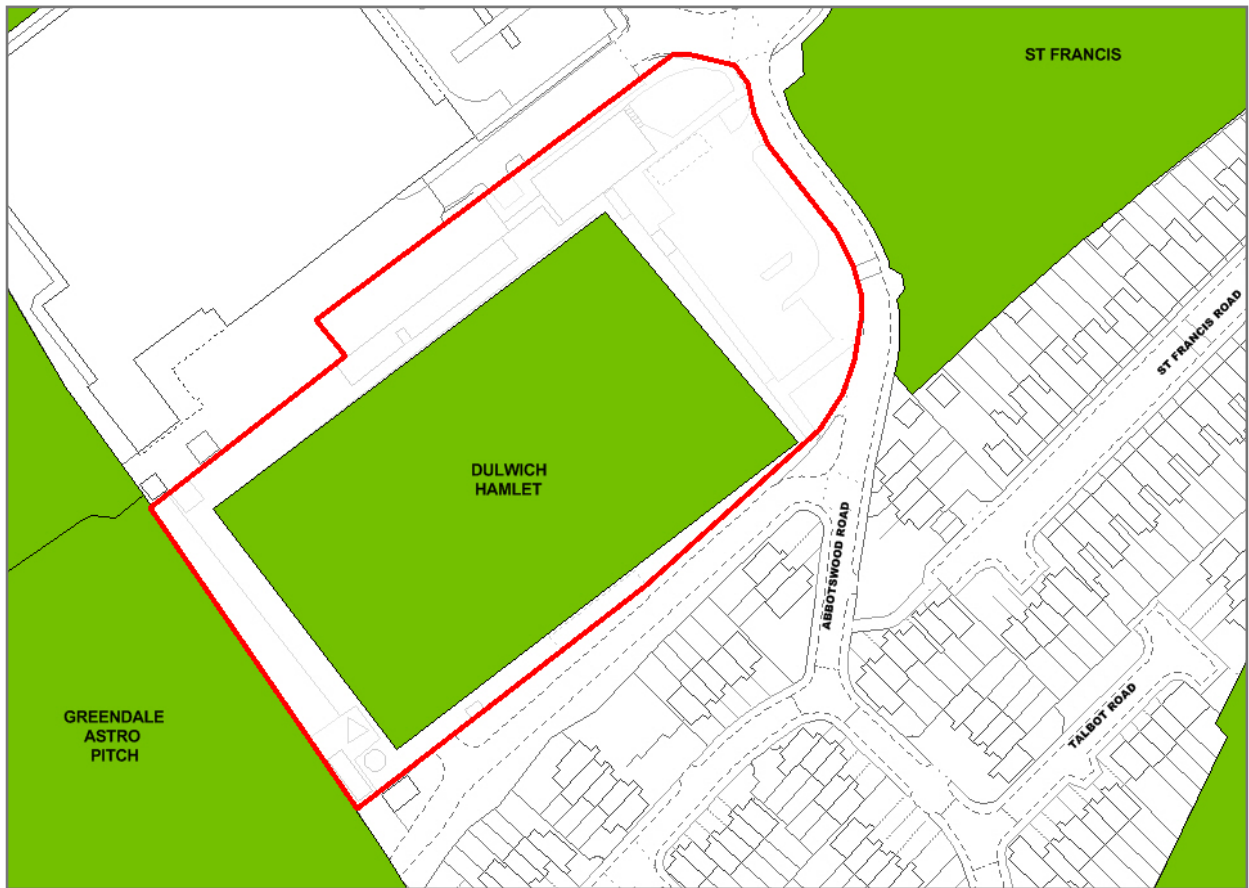 ST FRANCIS
ST FRANCIS ROAD
DULWICH
HAMLET
ABBOTSWOOD ROAD
TALBOT ROAD
GREENDALE
ASTRO
PITCH